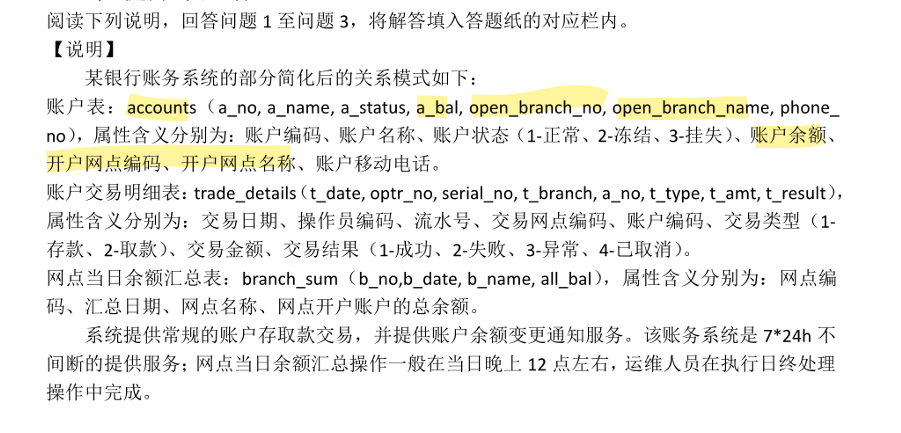 阅读下列说明，回答问题 1 至问题 3，将解答填入答题纸的对应栏内。
【说明】
某银行账务系统的部分简化后的关系模式如下：
账户表：accounts（a_no, a_name, a_status, a_bal, open_branch_no, open_branch_name, phone_
no），属性含义分别为：账户编码、账户名称、账户状态（1-正常、2-冻结、3-挂失）、账户余额、
开户网点编码、开户网点名称、账户移动电话。
账户交易明细表：trade_details（t_date, optr_no, serial_no, t_branch, a_no, t_type, t_amt, t_result），
属性含义分别为：交易日期、操作员编码、流水号、交易网点编码、账户编码、交易类型（1-
存款、2-取款）、交易金额、交易结果（1-成功、2-失败、3-异常、4-已取消）。
网点当日余额汇总表：branch_sum（b_no,b_date, b_name, all_bal），属性含义分别为：网点编
码、汇总日期、网点名称、网点开户账户的总余额。
系统提供常规的账户存取款交易，并提供账户余额变更通知服务。该账务系统是 7*24h 不
间断的提供服务；网点当日余额汇总操作一般在当日晚上 12 点左右，运维人员在执行日终处理
操作中完成。